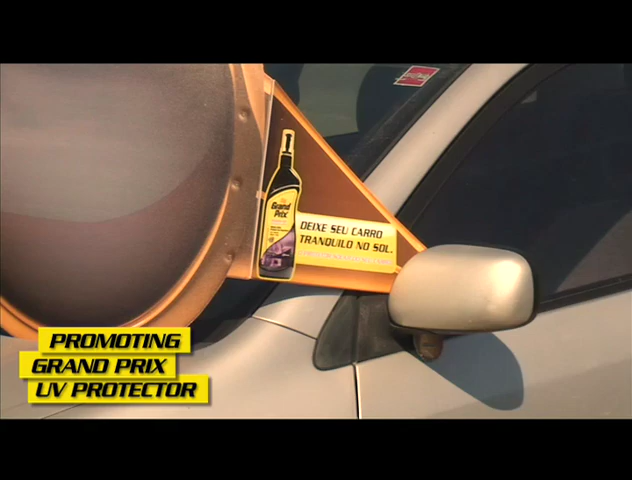 Grand
Prix
DEIXE SEU CARRO
TRANQUILO NO SOL.
PROMOTING
GRAND PRIX
UV PROTECTOR